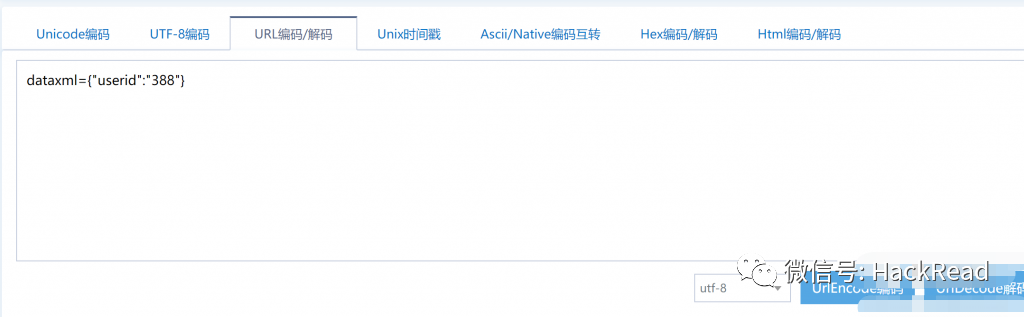 Unicode编码 UTF-8编码 URL编码/解码 Unix时间戳 Ascii/Native编码互转 Hex编码/解码 Html编码/解码
dataxml={"userid":"388"}
微信号: HackRead
utf-8 UrlEncode编码 UrlDecode解码